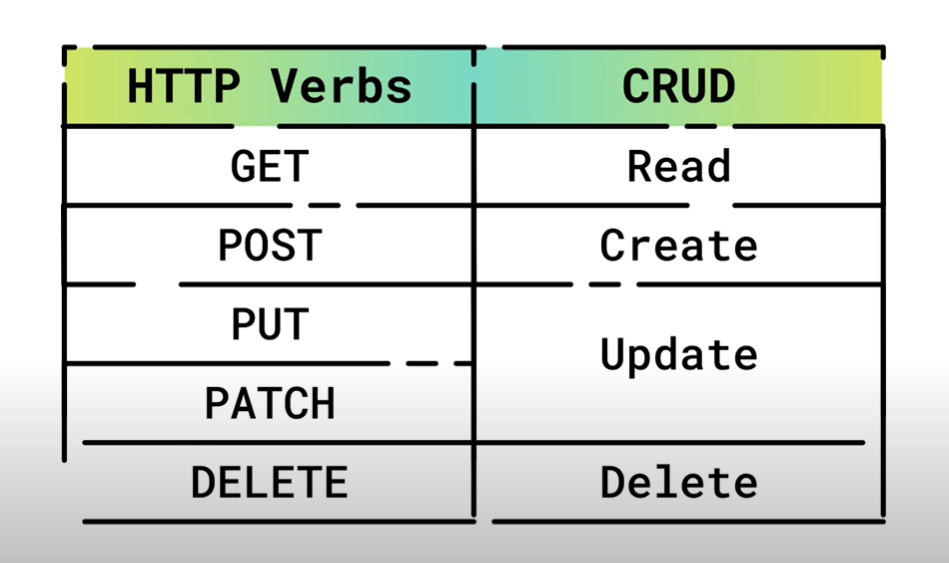 HTTP Verbs CRUD
GET Read
POST Create
PUT
Update
PATCH
DELETE Delete